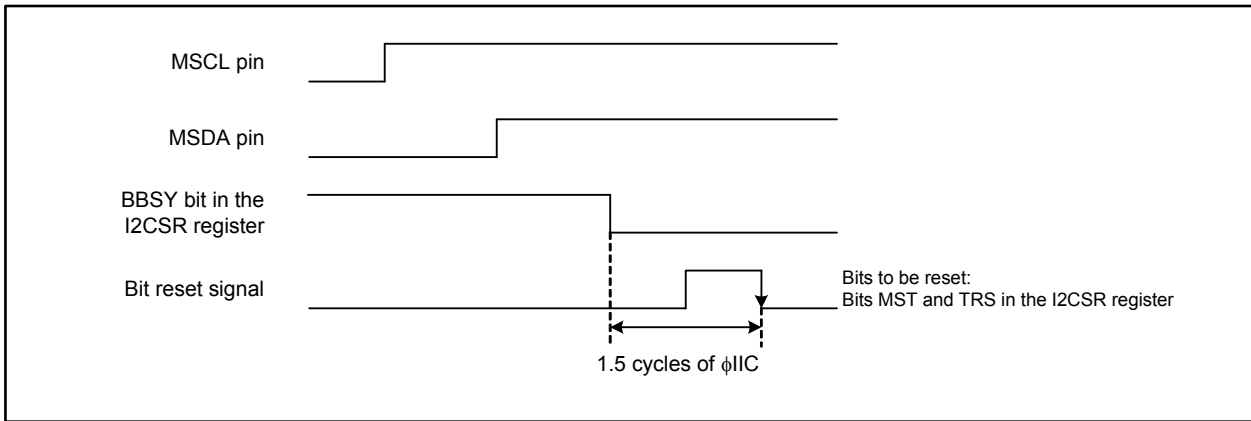 MSCL pin
MSDA pin
BBSY bit in the
I2CSR register
Bit reset signal
Bits to be reset:
Bits MST and TRS in the I2CSR register
1.5 cycles of ϕIIC